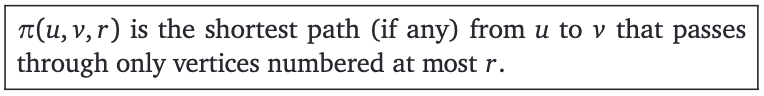 π(u, v, r) is the shortest path (if any) from u to v that passes
through only vertices numbered at most r.